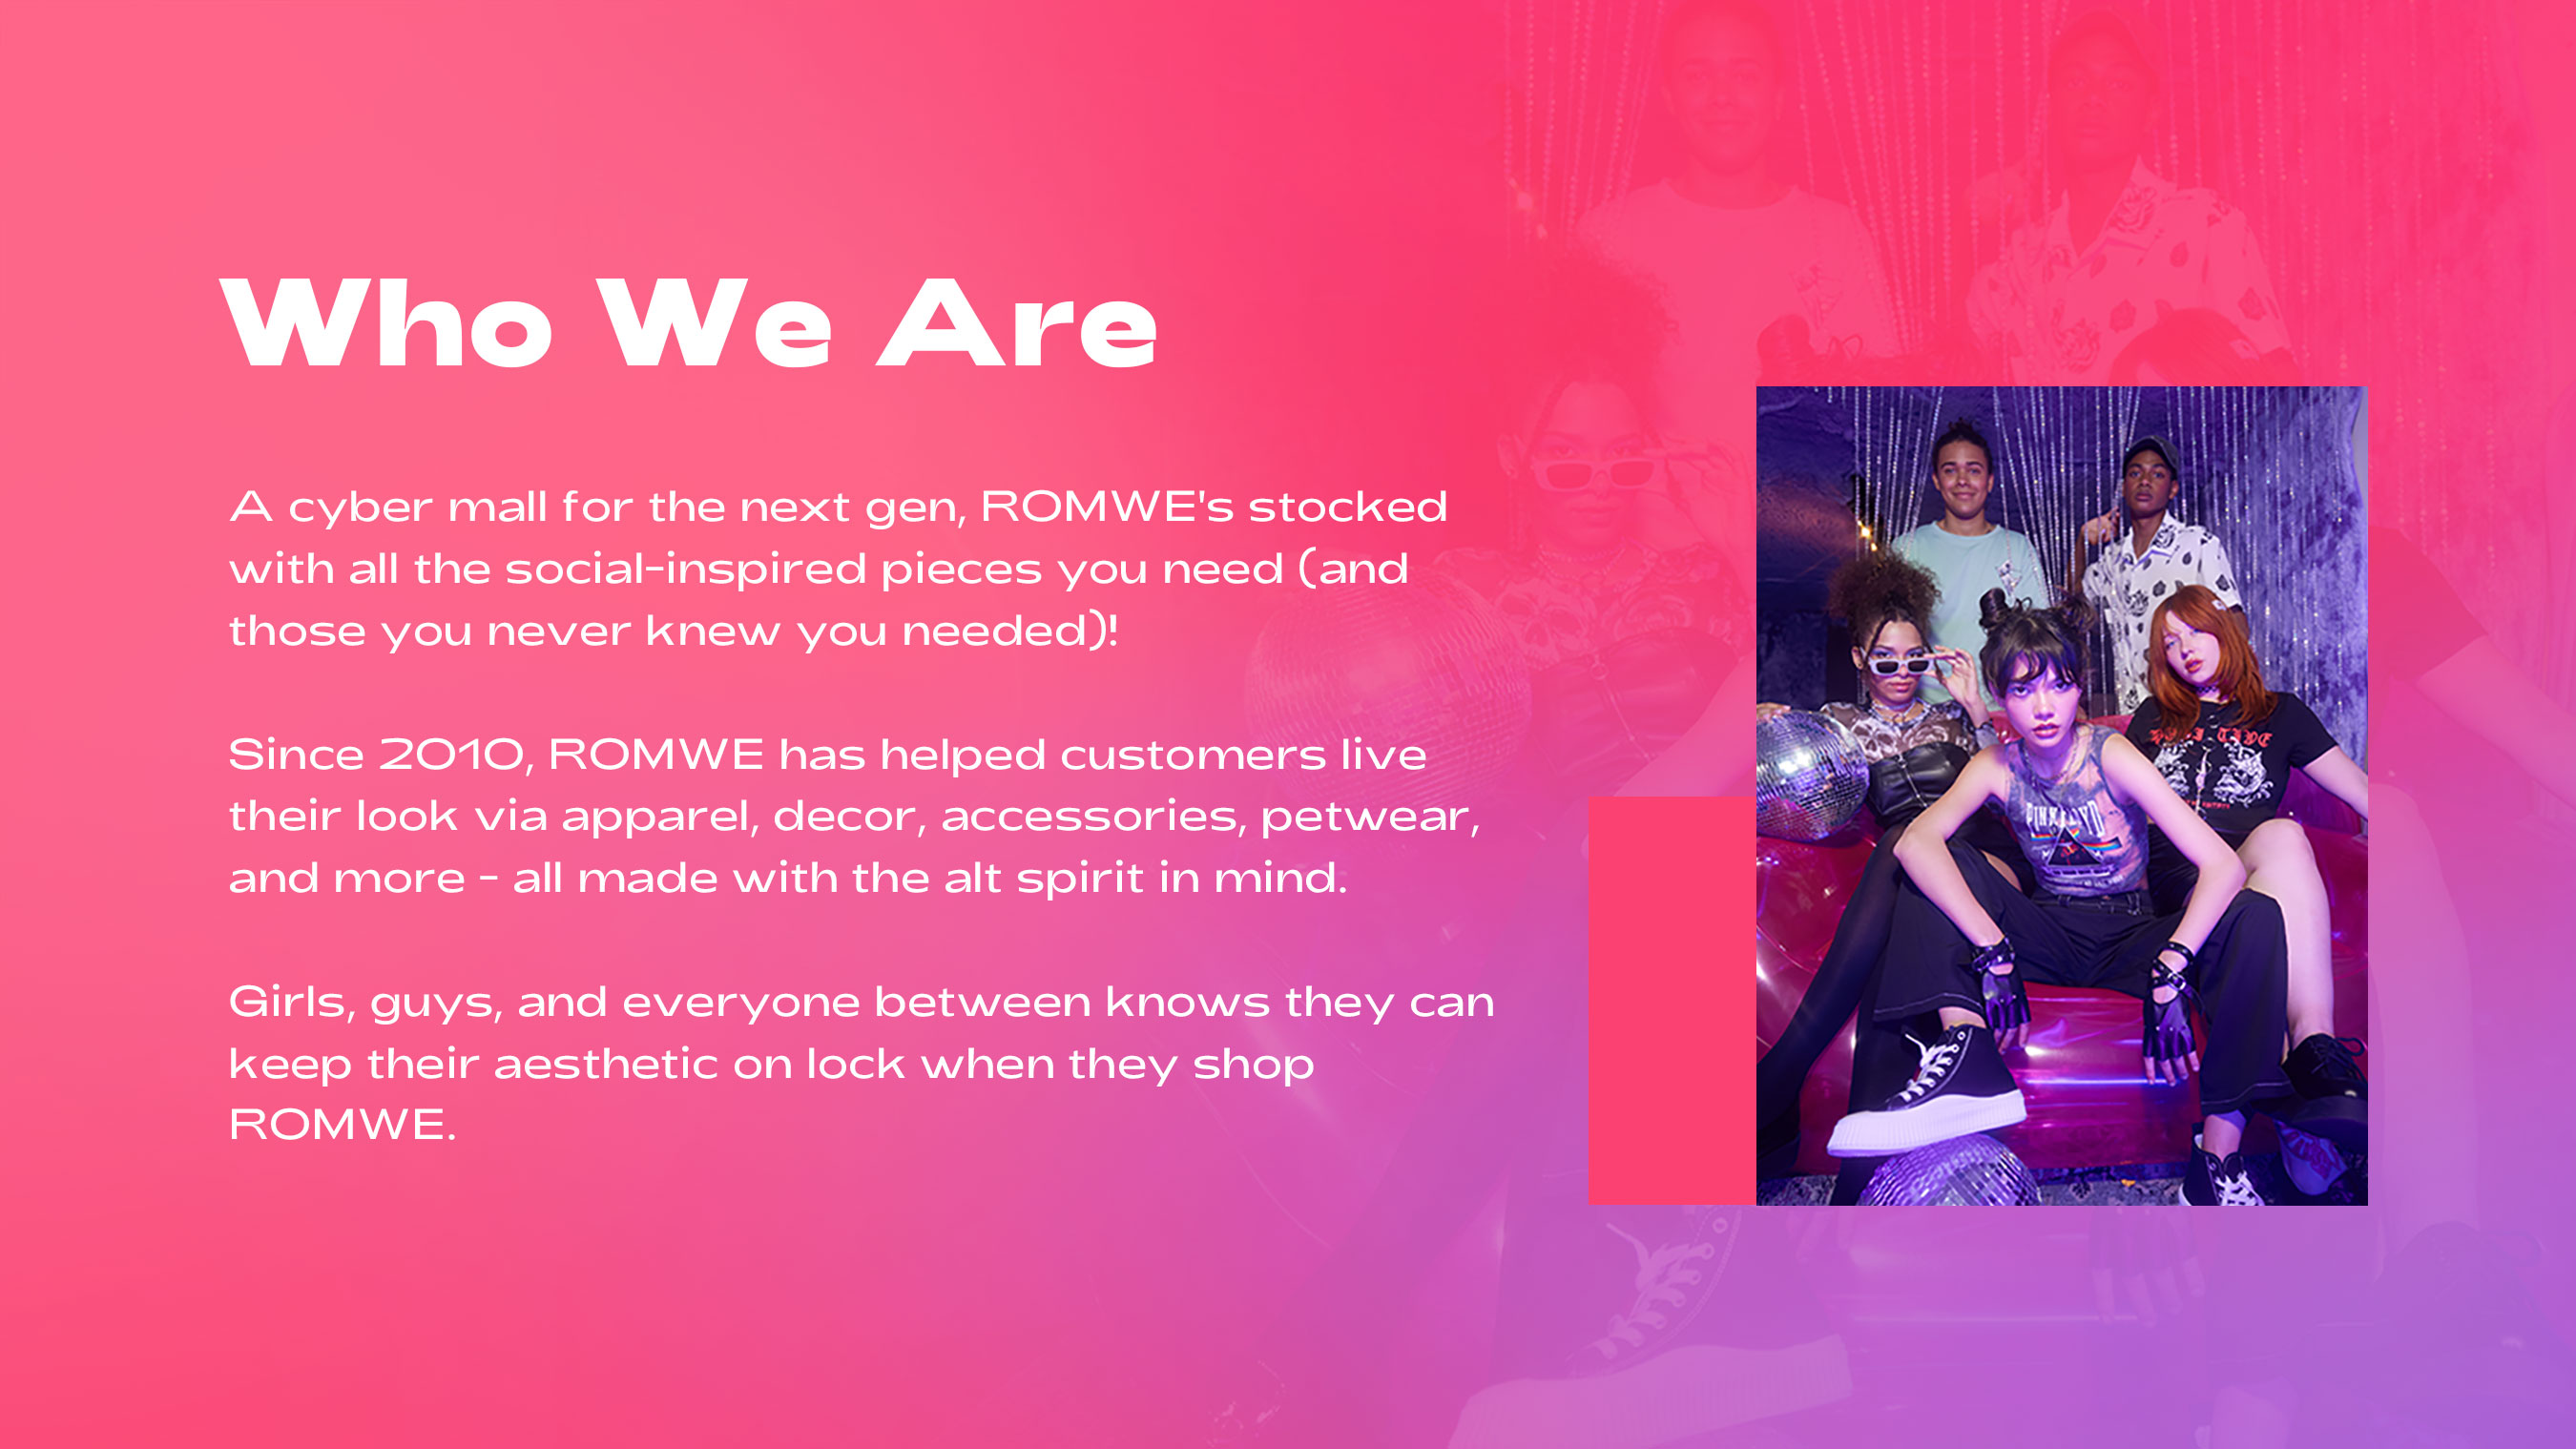 Who We Are
A cyber mall for the next gen, ROMWE's stocked
with all the social-inspired pieces you need (and
those you never knew you needed)!
Since 2010, ROMWE has helped customers live
their look via apparel, decor, accessories, petwear,
and more - all made with the alt spirit in mind.
Girls, guys, and everyone between knows they can
keep their aesthetic on lock when they shop
ROMWE.